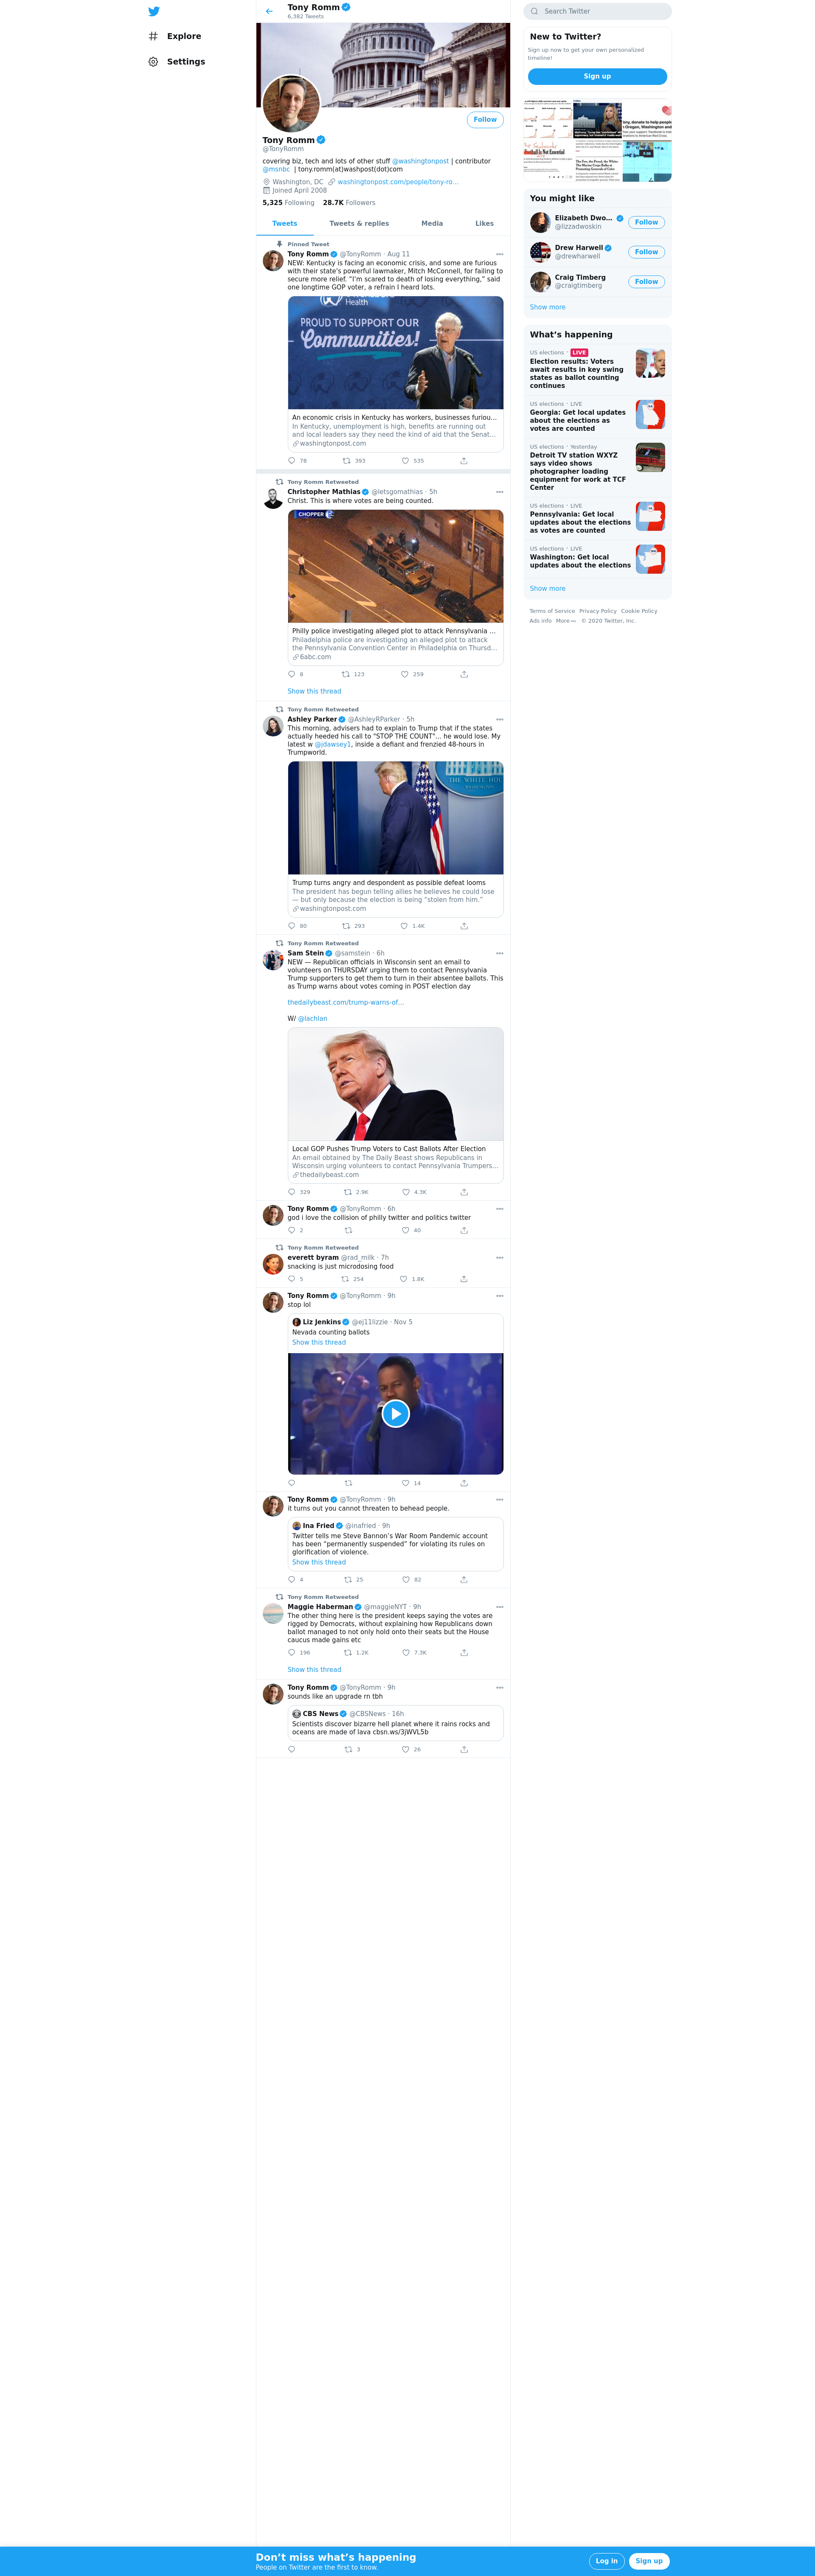 Explore
Settings
Tony Romm
6,382 Tweets
Follow
Tony Romm
@TonyRomm
covering biz, tech and lots of other stuff @washingtonpost | contributor
@msnbc | tony.romm(at)washpost(dot)com
Washington, DC washingtonpost.com/people/tony-ro…
Joined April 2008
5,325 Following 28.7K Followers
Tweets Tweets & replies Media Likes
Pinned Tweet
Tony Romm @TonyRomm · Aug 11
NEW: Kentucky is facing an economic crisis, and some are furious
with their state's powerful lawmaker, Mitch McConnell, for failing to
secure more relief. "I'm scared to death of losing everything," said
one longtime GOP voter, a refrain I heard lots.
Health
PROUD TO SUPPORT OUR
Communities!
An economic crisis in Kentucky has workers, businesses furiou…
In Kentucky, unemployment is high, benefits are running out
and local leaders say they need the kind of aid that the Senat…
washingtonpost.com
78 393 535
Tony Romm Retweeted
Christopher Mathias @letsgomathias · 5h
Christ. This is where votes are being counted.
CHOPPER 6
Philly police investigating alleged plot to attack Pennsylvania …
Philadelphia police are investigating an alleged plot to attack
the Pennsylvania Convention Center in Philadelphia on Thursd…
6abc.com
8 123 259
Show this thread
Tony Romm Retweeted
Ashley Parker @AshleyRParker · 5h
This morning, advisers had to explain to Trump that if the states
actually heeded his call to "STOP THE COUNT"... he would lose. My
latest w @jdawsey1, inside a defiant and frenzied 48-hours in
Trumpworld.
THE WHITE HOUSE
Trump turns angry and despondent as possible defeat looms
The president has begun telling allies he believes he could lose
— but only because the election is being "stolen from him."
washingtonpost.com
80 293 1.4K
Tony Romm Retweeted
Sam Stein @samstein · 6h
NEW — Republican officials in Wisconsin sent an email to
volunteers on THURSDAY urging them to contact Pennsylvania
Trump supporters to get them to turn in their absentee ballots. This
as Trump warns about votes coming in POST election day
thedailybeast.com/trump-warns-of…
W/ @lachlan
Local GOP Pushes Trump Voters to Cast Ballots After Election
An email obtained by The Daily Beast shows Republicans in
Wisconsin urging volunteers to contact Pennsylvania Trumpers…
thedailybeast.com
329 2.9K 4.3K
Tony Romm @TonyRomm · 6h
god i love the collision of philly twitter and politics twitter
2 40
Tony Romm Retweeted
everett byram @rad_milk · 7h
snacking is just microdosing food
5 254 1.8K
Tony Romm @TonyRomm · 9h
stop lol
Liz Jenkins @ej11lizzie · Nov 5
Nevada counting ballots
Show this thread
14
Tony Romm @TonyRomm · 9h
it turns out you cannot threaten to behead people.
Ina Fried @inafried · 9h
Twitter tells me Steve Bannon's War Room Pandemic account
has been "permanently suspended" for violating its rules on
glorification of violence.
Show this thread
4 25 82
Tony Romm Retweeted
Maggie Haberman @maggieNYT · 9h
The other thing here is the president keeps saying the votes are
rigged by Democrats, without explaining how Republicans down
ballot managed to not only hold onto their seats but the House
caucus made gains etc
196 1.2K 7.3K
Show this thread
Tony Romm @TonyRomm · 9h
sounds like an upgrade rn tbh
CBS News @CBSNews · 16h
Scientists discover bizarre hell planet where it rains rocks and
oceans are made of lava cbsn.ws/3jWVL5b
3 26
Search Twitter
New to Twitter?
Sign up now to get your own personalized
timeline!
Sign up
You might like
Elizabeth Dwo…
@lizzadwoskin
Follow
Drew Harwell
@drewharwell
Follow
Craig Timberg
@craigtimberg
Follow
Show more
What's happening
US elections · LIVE
Election results: Voters
await results in key swing
states as ballot counting
continues
US elections · LIVE
Georgia: Get local updates
about the elections as
votes are counted
US elections · Yesterday
Detroit TV station WXYZ
says video shows
photographer loading
equipment for work at TCF
Center
US elections · LIVE
Pennsylvania: Get local
updates about the elections
as votes are counted
US elections · LIVE
Washington: Get local
updates about the elections
Show more
Terms of Service Privacy Policy Cookie Policy
Ads info More © 2020 Twitter, Inc.
Don't miss what's happening
People on Twitter are the first to know.
Log in
Sign up